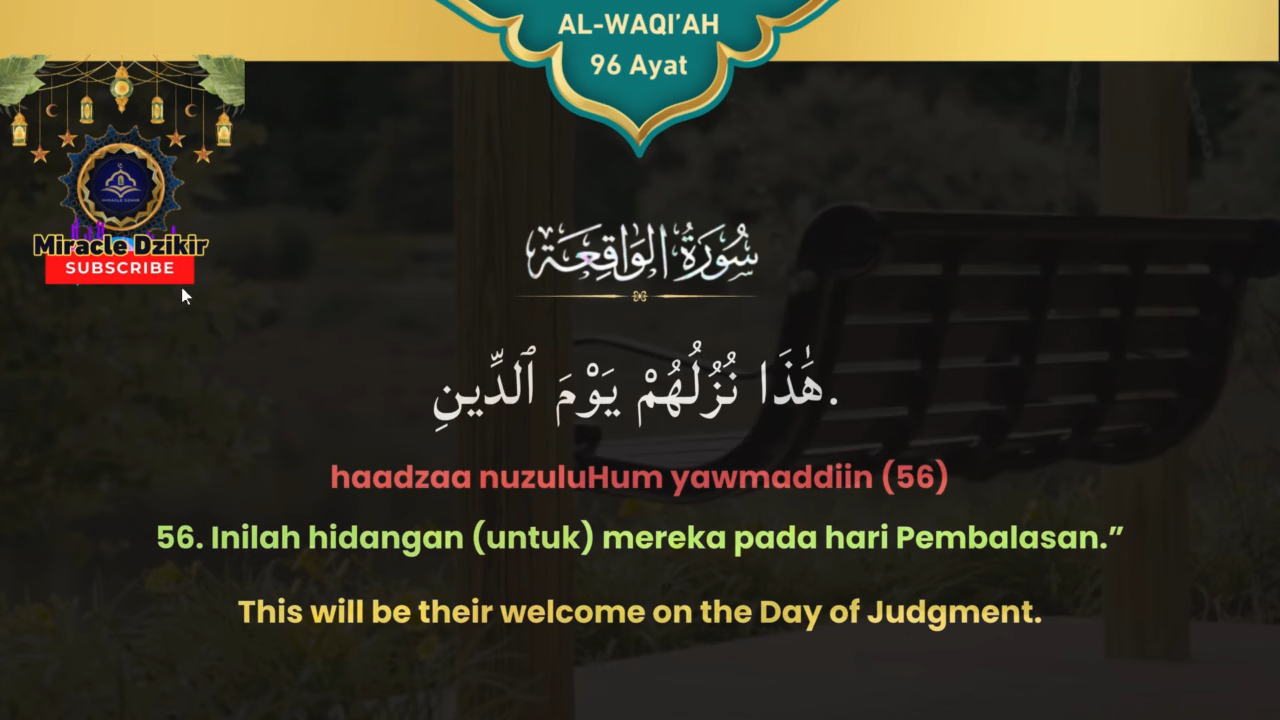 AL-WAQI’AH
96 Ayat
Miracle Dzikir
SUBSCRIBE
سُورَةُ الوَاقِعَة
هَٰذَا نُزُلُهُمْ يَوْمَ ٱلدِّينِ.
haadzaa nuzuluHum yawmaddiin (56)
56. Inilah hidangan (untuk) mereka pada hari Pembalasan.”
This will be their welcome on the Day of Judgment.